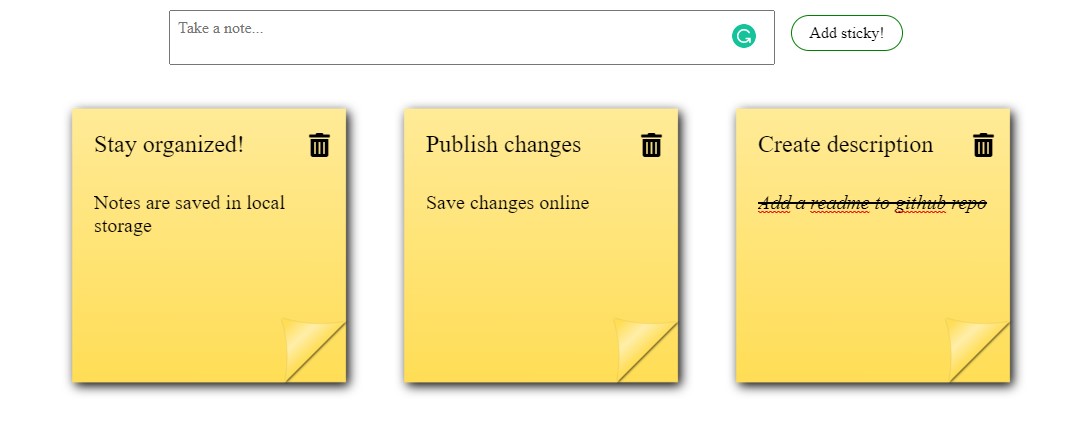 Take a note...
Add sticky!
Stay organized!
Notes are saved in local
storage
Publish changes
Save changes online
Create description
Add a readme to github repo